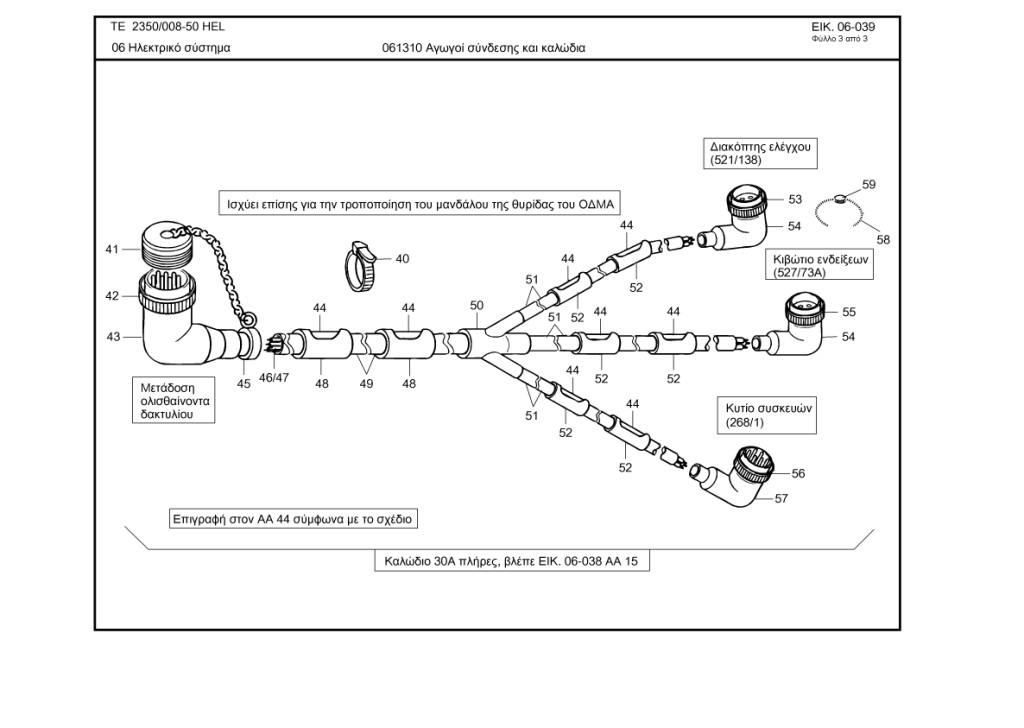 TE 2350/008-50 HEL
ΕΙΚ. 06-039
Φύλλο 3 από 3
06 Ηλεκτρικό σύστημα
061310 Αγωγοί σύνδεσης και καλώδια
Διακόπτης ελέγχου
(521/138)
Ισχύει επίσης για την τροποποίηση του μανδάλου της θυρίδας του ΟΔΜΑ
59
53
54
58
44
41
40
44
Κιβώτιο ενδείξεων
(527/73Α)
42
51
52
44
44
50
52
51
44
44
55
43
54
45
46/47
48
49
48
44
52
52
Μετάδοση
ολισθαίνοντα
δακτυλίου
51
44
52
Κυτίο συσκευών
(268/1)
52
56
57
Επιγραφή στον ΑΑ 44 σύμφωνα με το σχέδιο
Καλώδιο 30Α πλήρες, βλέπε ΕΙΚ. 06-038 ΑΑ 15